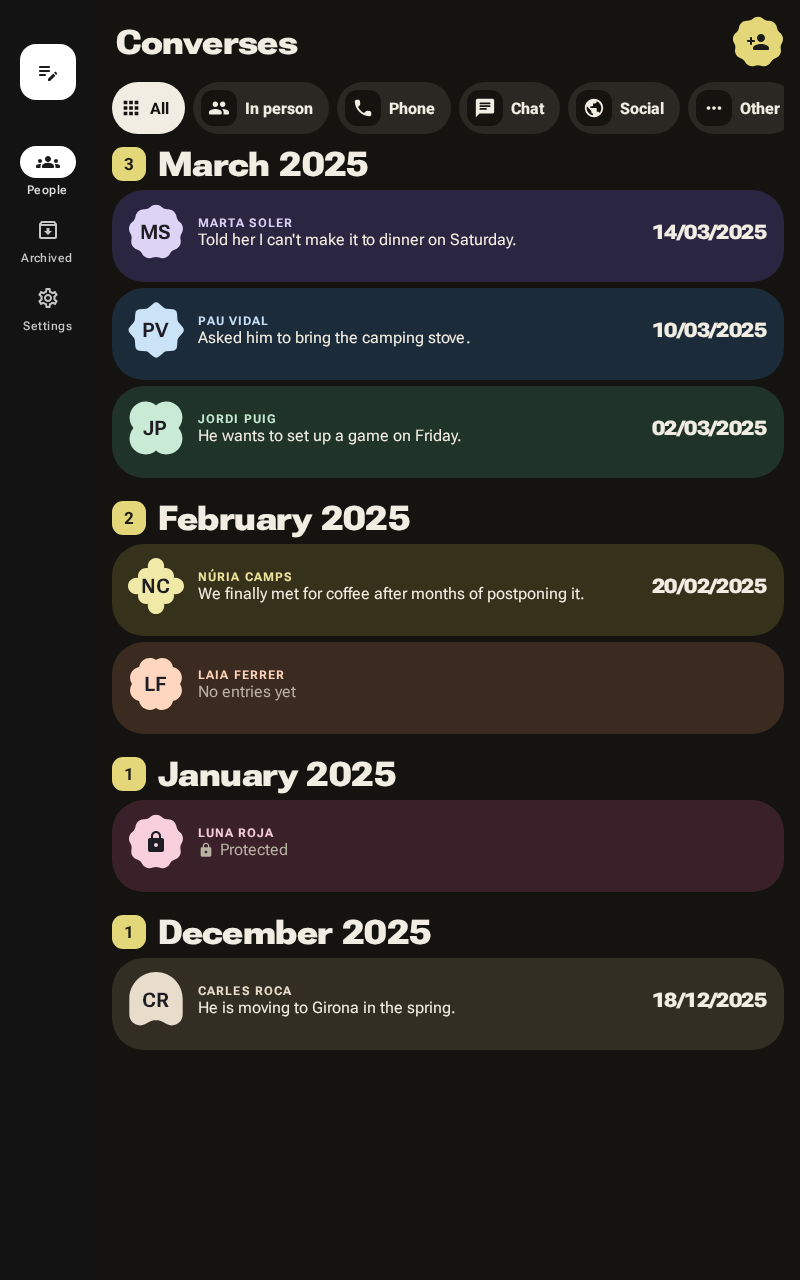 Converses
All
In person
Phone
Chat
Social
Other
People
Archived
Settings
3
March 2025
MS
MARTA SOLER
Told her I can't make it to dinner on Saturday.
14/03/2025
PV
PAU VIDAL
Asked him to bring the camping stove.
10/03/2025
JP
JORDI PUIG
He wants to set up a game on Friday.
02/03/2025
2
February 2025
NC
NÚRIA CAMPS
We finally met for coffee after months of postponing it.
20/02/2025
LF
LAIA FERRER
No entries yet
1
January 2025
LUNA ROJA
Protected
1
December 2025
CR
CARLES ROCA
He is moving to Girona in the spring.
18/12/2025